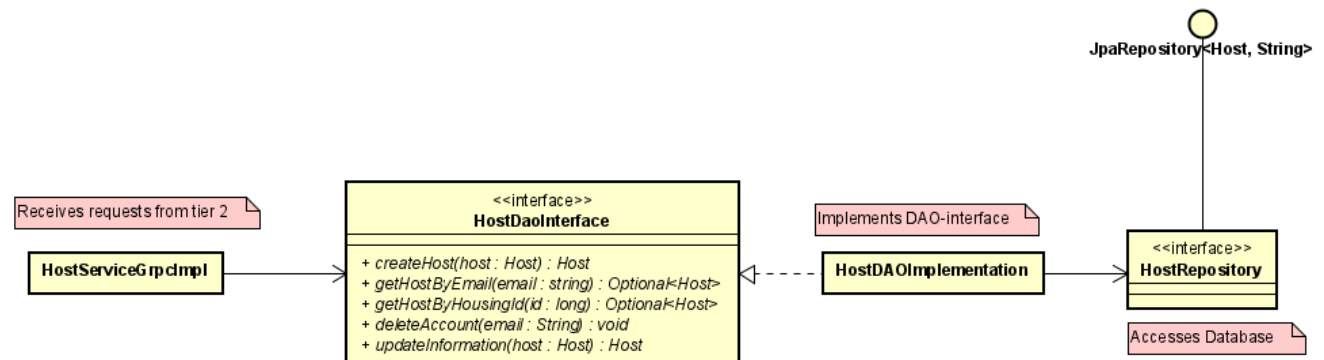 JpaRepository<Host, String>
Receives requests from tier 2
HostServiceGrpcImpl
<<interface>>
HostDaoInterface
+ createHost(host : Host) : Host
+ getHostByEmail(email : string) : Optional<Host>
+ getHostByHousingId(id : long) : Optional<Host>
+ deleteAccount(email : String) : void
+ updateInformation(host : Host) : Host
Implements DAO-interface
HostDAOImplementation
<<interface>>
HostRepository
Accesses Database